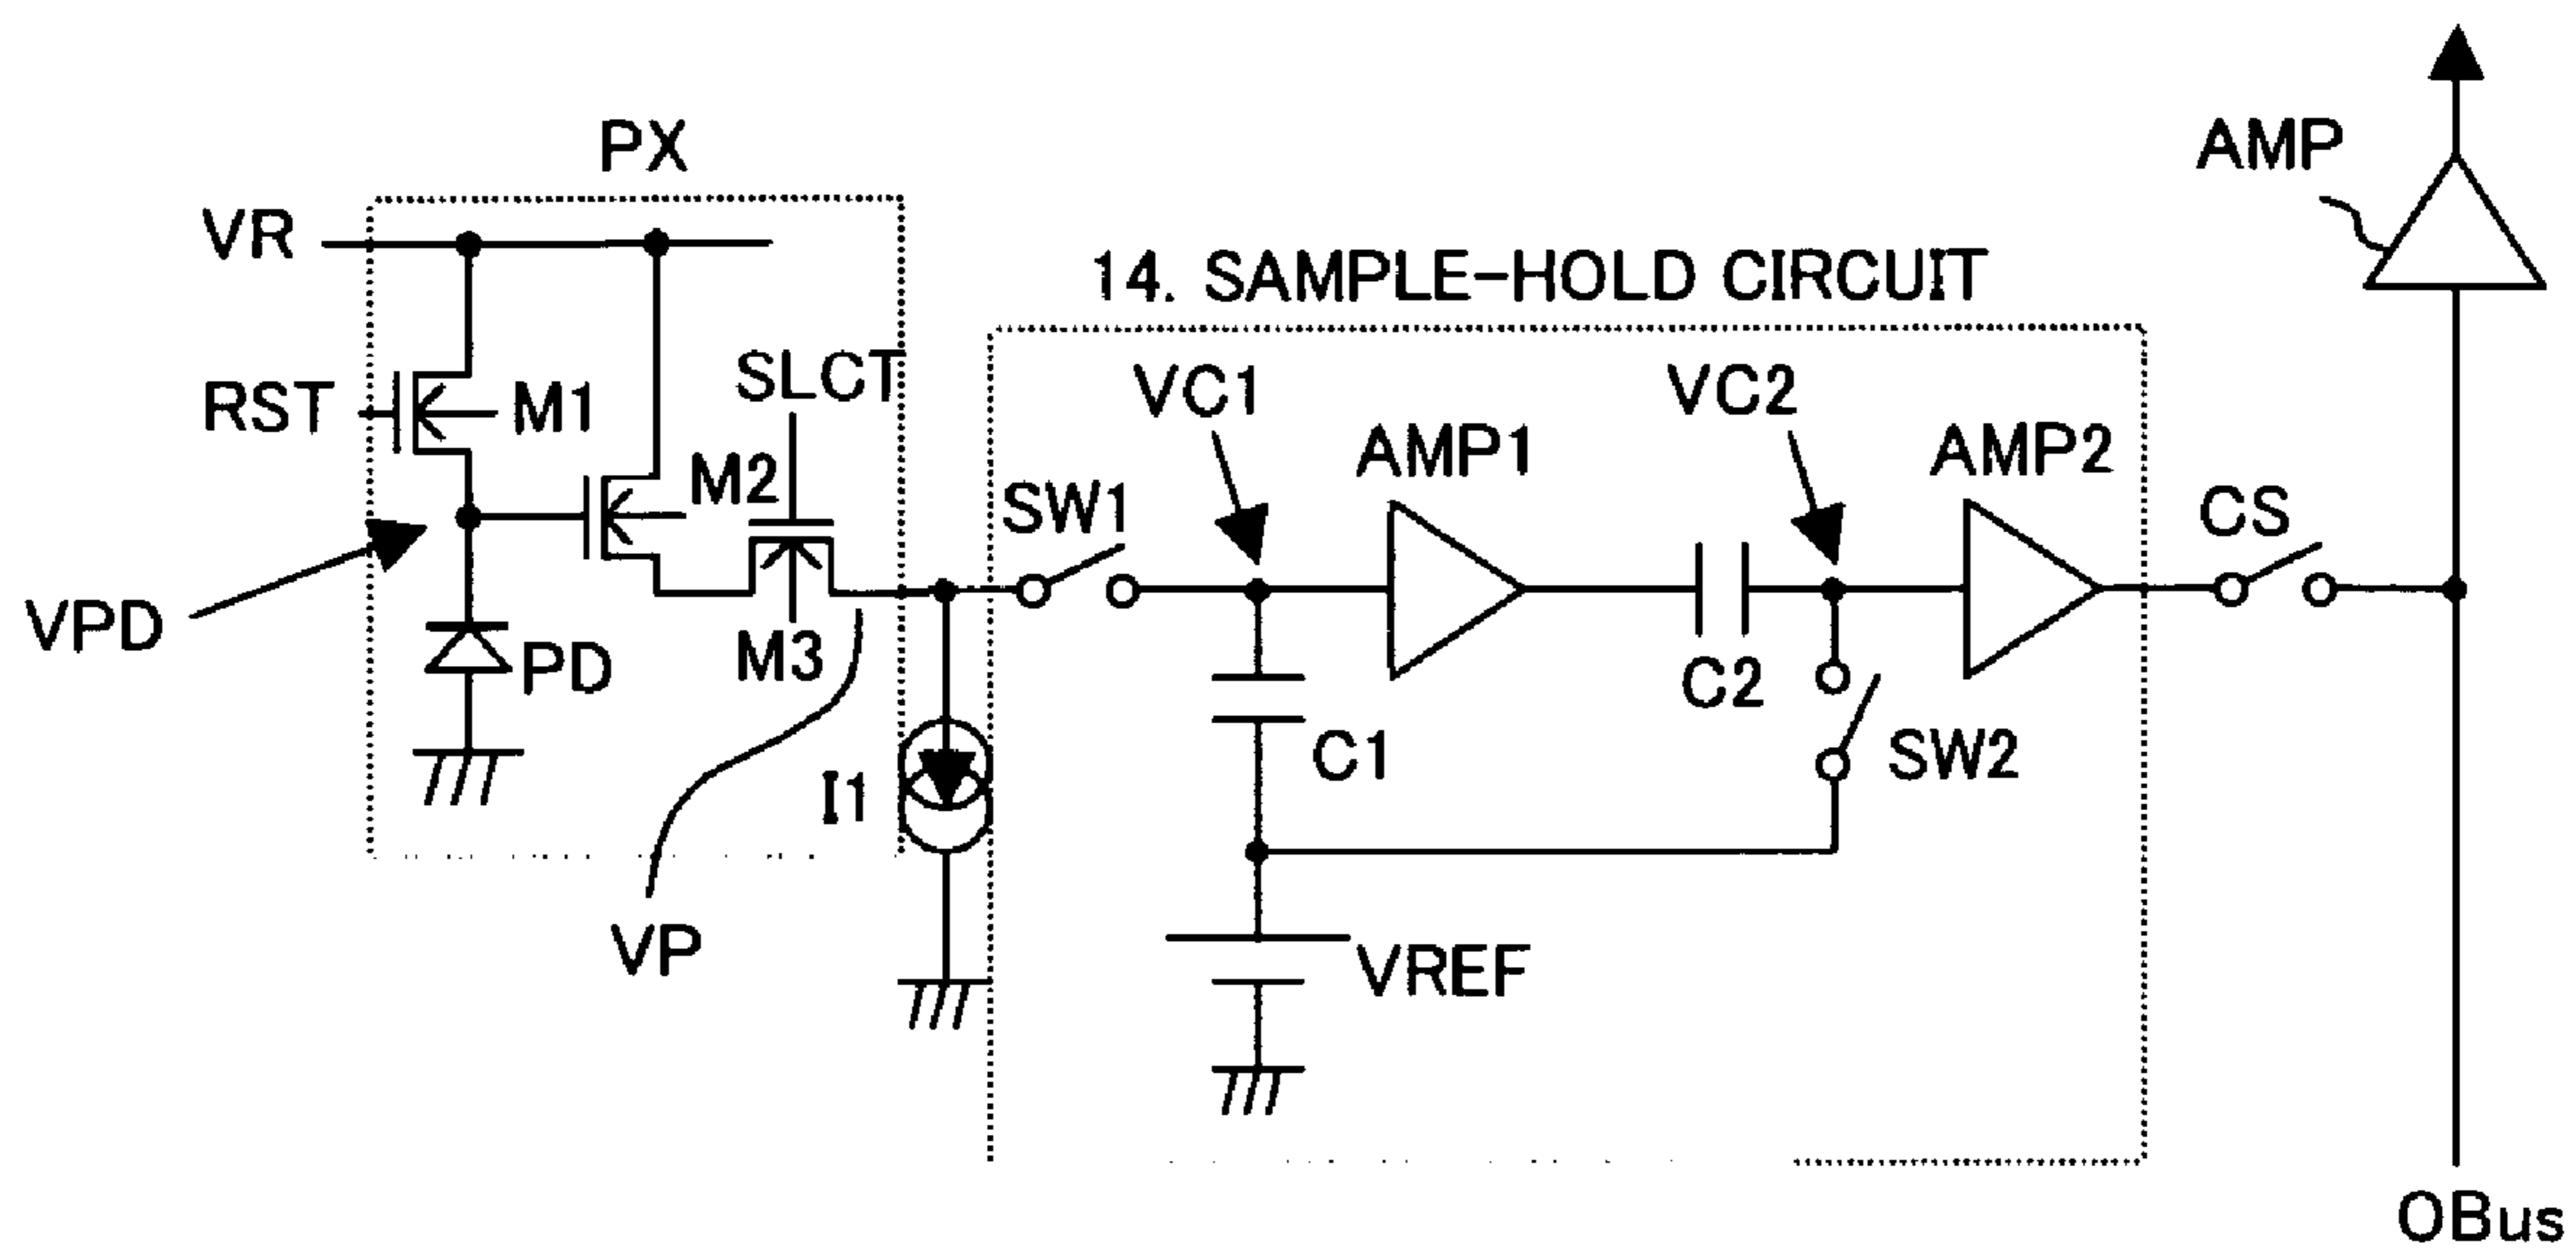 AMP
PX
VR
14. SAMPLE-HOLD CIRCUIT
SLCT
VC1
VC2
RST
M1
AMP1
AMP2
M2
SW1
CS
VPD
PD
M3
C2
C1
SW2
I1
VP
VREF
OBus